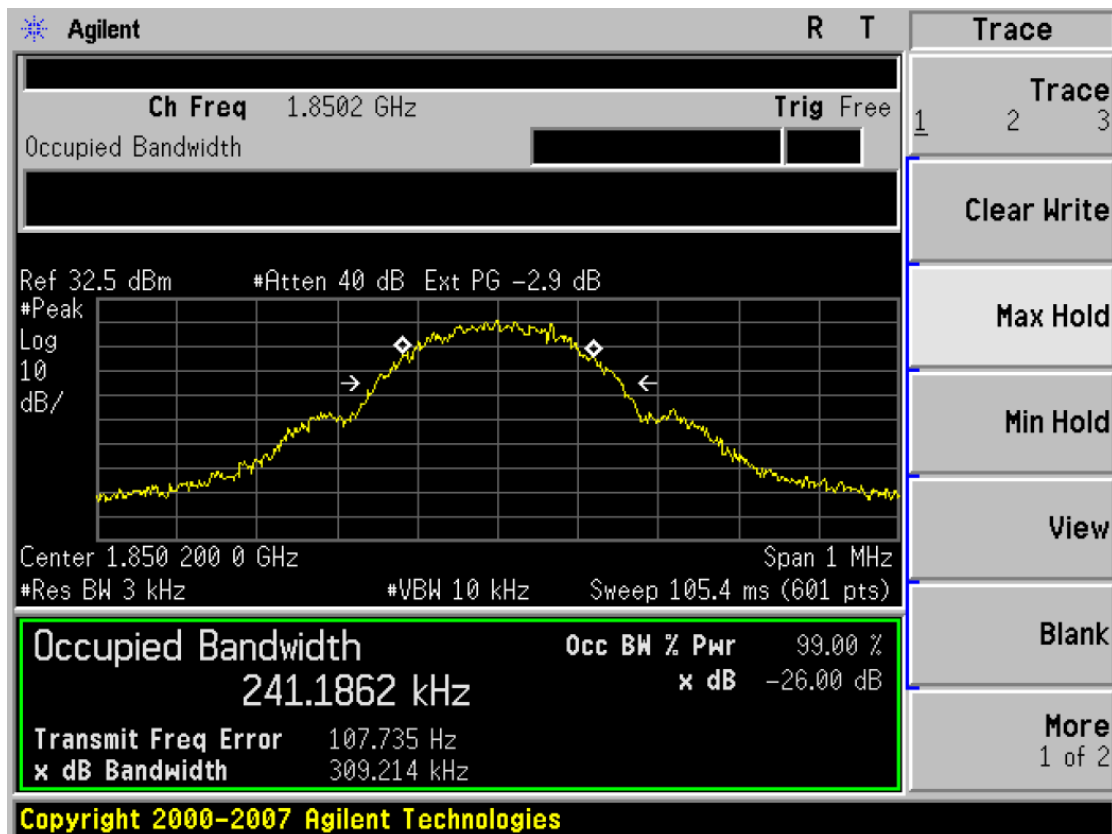 Agilent
R T
Trace
Ch Freq 1.8502 GHz
Trig Free
Occupied Bandwidth
Trace
1 2 3
Clear Write
Max Hold
Min Hold
View
Blank
More
1 of 2
Ref 32.5 dBm #Atten 40 dB Ext PG -2.9 dB
#Peak
Log
10
dB/
Center 1.850 200 0 GHz Span 1 MHz
#Res BW 3 kHz #VBW 10 kHz Sweep 105.4 ms (601 pts)
Occupied Bandwidth
241.1862 kHz
Occ BW % Pwr 99.00 %
x dB -26.00 dB
Transmit Freq Error 107.735 Hz
x dB Bandwidth 309.214 kHz
Copyright 2000-2007 Agilent Technologies